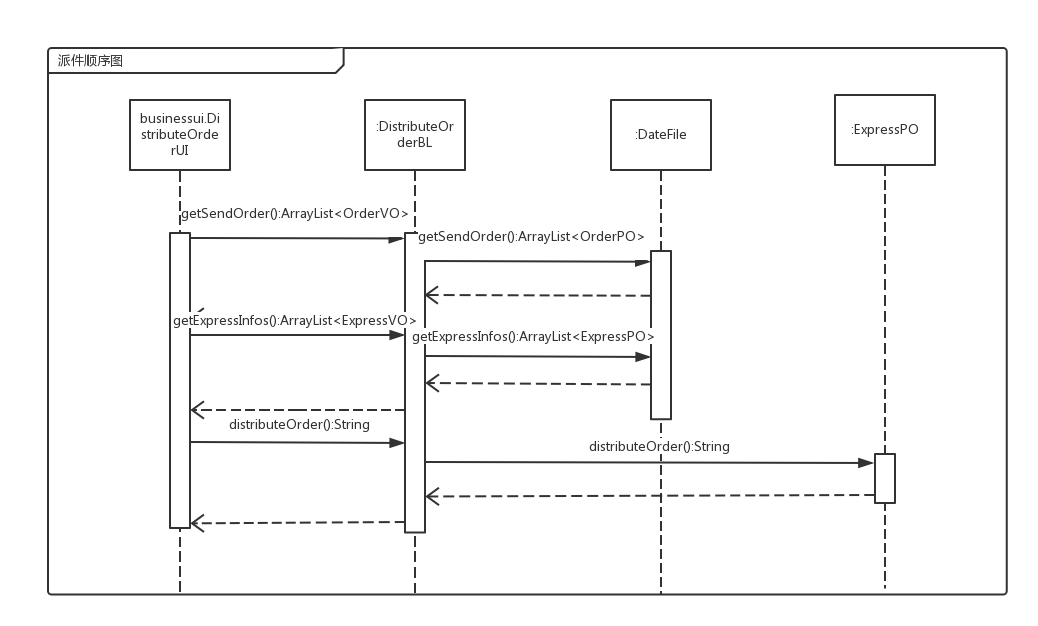 派件顺序图
businessui.Di
stributeOrde
rUI
:DistributeOr
derBL
:DateFile
:ExpressPO
getSendOrder():ArrayList<OrderVO>
getSendOrder():ArrayList<OrderPO>
getExpressInfos():ArrayList<ExpressVO>
getExpressInfos():ArrayList<ExpressPO>
distributeOrder():String
distributeOrder():String